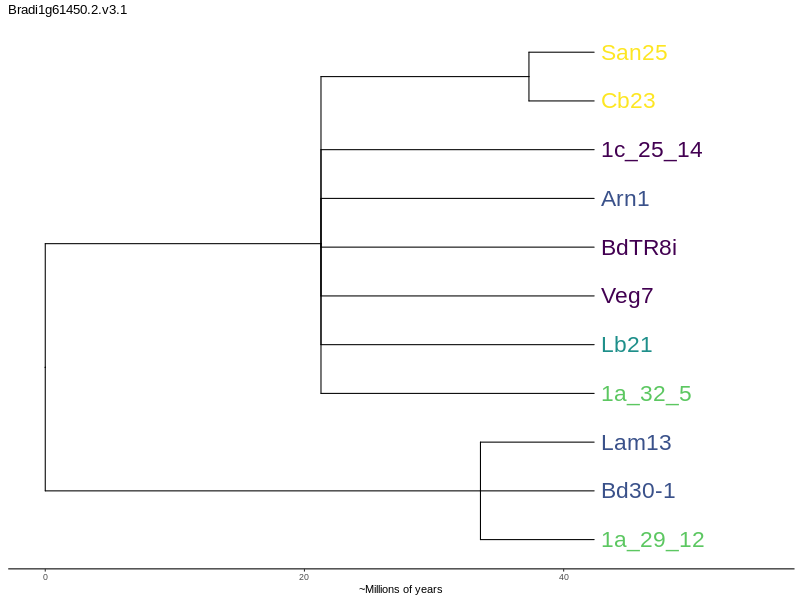 Bradi1g61450.2.v3.1
San25
Cb23
1c_25_14
Arn1
BdTR8i
Veg7
Lb21
1a_32_5
Lam13
Bd30-1
1a_29_12
0 20 40
~Millions of years